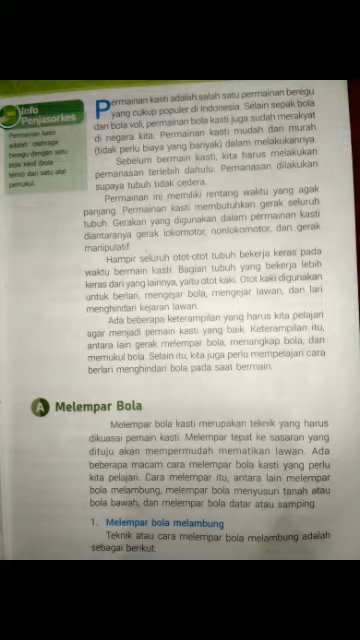 Info
Penjasorkes
Permainan kasti
adalah olahraga
beregu dengan satu
bola kecil (bola
tenis) dan satu alat
pemukul.
Permainan kasti adalah salah satu permainan beregu
yang cukup populer di Indonesia. Selain sepak bola
dan bola voli, permainan bola kasti juga sudah merakyat
di negara kita. Permainan kasti mudah dan murah
(tidak perlu biaya yang banyak) dalam melakukannya.
Sebelum bermain kasti, kita harus melakukan
pemanasan terlebih dahulu. Pemanasan dilakukan
supaya tubuh tidak cedera.
Permainan ini memiliki rentang waktu yang agak
panjang. Permainan kasti membutuhkan gerak seluruh
tubuh. Gerakan yang digunakan dalam permainan kasti
diantaranya gerak lokomotor, nonlokomotor, dan gerak
manipulatif.
Hampir seluruh otot-otot tubuh bekerja keras pada
waktu bermain kasti. Bagian tubuh yang bekerja lebih
keras dari yang lainnya, yaitu otot kaki. Otot kaki digunakan
untuk berlari, mengejar bola, mengejar lawan, dan lari
menghindari kejaran lawan.
Ada beberapa keterampilan yang harus kita pelajari
agar menjadi pemain kasti yang baik. Keterampilan itu,
antara lain gerak melempar bola, menangkap bola, dan
memukul bola. Selain itu, kita juga perlu mempelajari cara
berlari menghindari bola pada saat bermain.
A Melempar Bola
Melempar bola kasti merupakan teknik yang harus
dikuasai pemain kasti. Melempar tepat ke sasaran yang
dituju akan mempermudah mematikan lawan. Ada
beberapa macam cara melempar bola kasti yang perlu
kita pelajari. Cara melempar itu, antara lain melempar
bola melambung, melempar bola menyusuri tanah atau
bola bawah, dan melempar bola datar atau samping.
1. Melempar bola melambung
Teknik atau cara melempar bola melambung adalah
sebagai berikut.